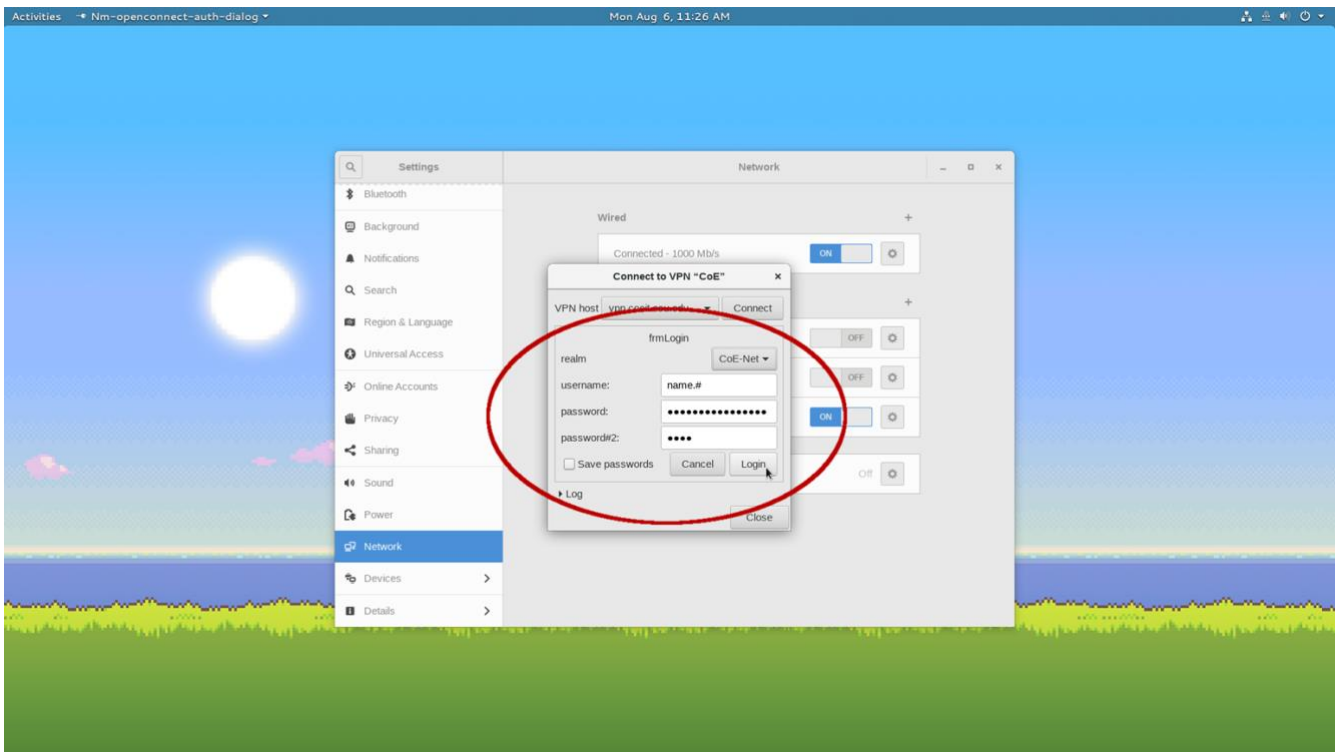 Activities Nm-openconnect-auth-dialog Mon Aug 6, 11:26 AM
Settings Network
Bluetooth
Background
Notifications
Search
Region & Language
Universal Access
Online Accounts
Privacy
Sharing
Sound
Power
Network
Devices
Details
Wired +
Connected - 1000 Mb/s ON
+
OFF
OFF
ON
Off
Connect to VPN "CoE" ×
VPN host Connect
frmLogin
realm CoE-Net
username: name.#
password: ••••••••••••••••
password#2: ••••
Save passwords Cancel Login
Log
Close